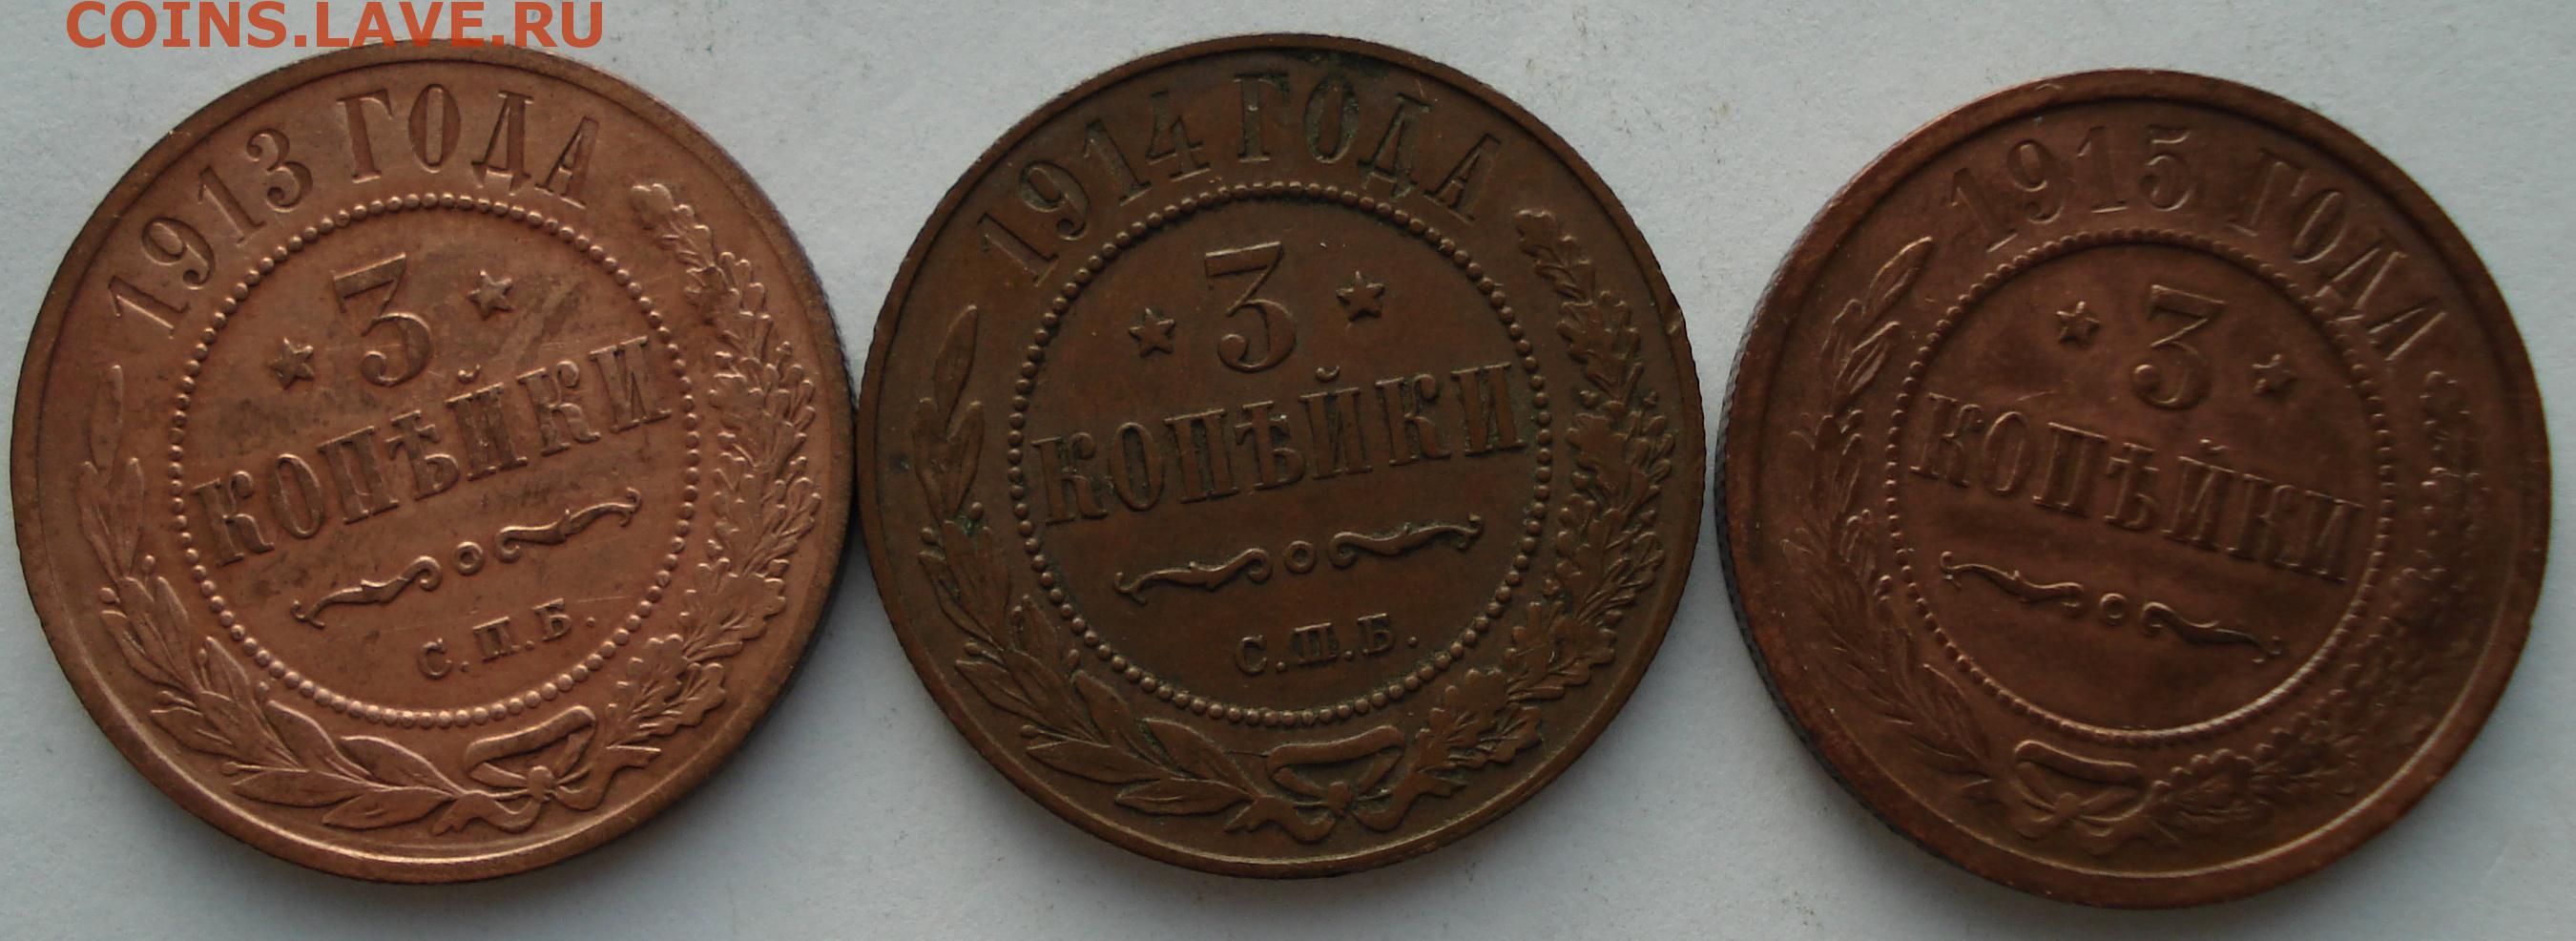 COINS.LAVE.RU
1913 ГОДА
3
КОПѢЙКИ
С.П.Б.
1914 ГОДА
3
КОПѢЙКИ
С.П.Б.
1915 ГОДА
3
КОПѢЙКИ